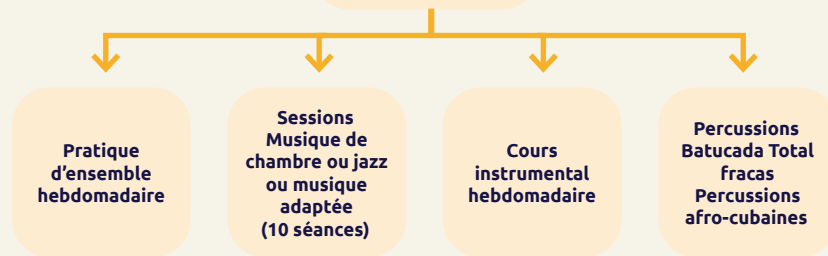 Pratique
d’ensemble
hebdomadaire
Sessions
Musique de
chambre ou jazz
ou musique
adaptée
(10 séances)
Cours
instrumental
hebdomadaire
Percussions
Batucada Total
fracas
Percussions
afro-cubaines